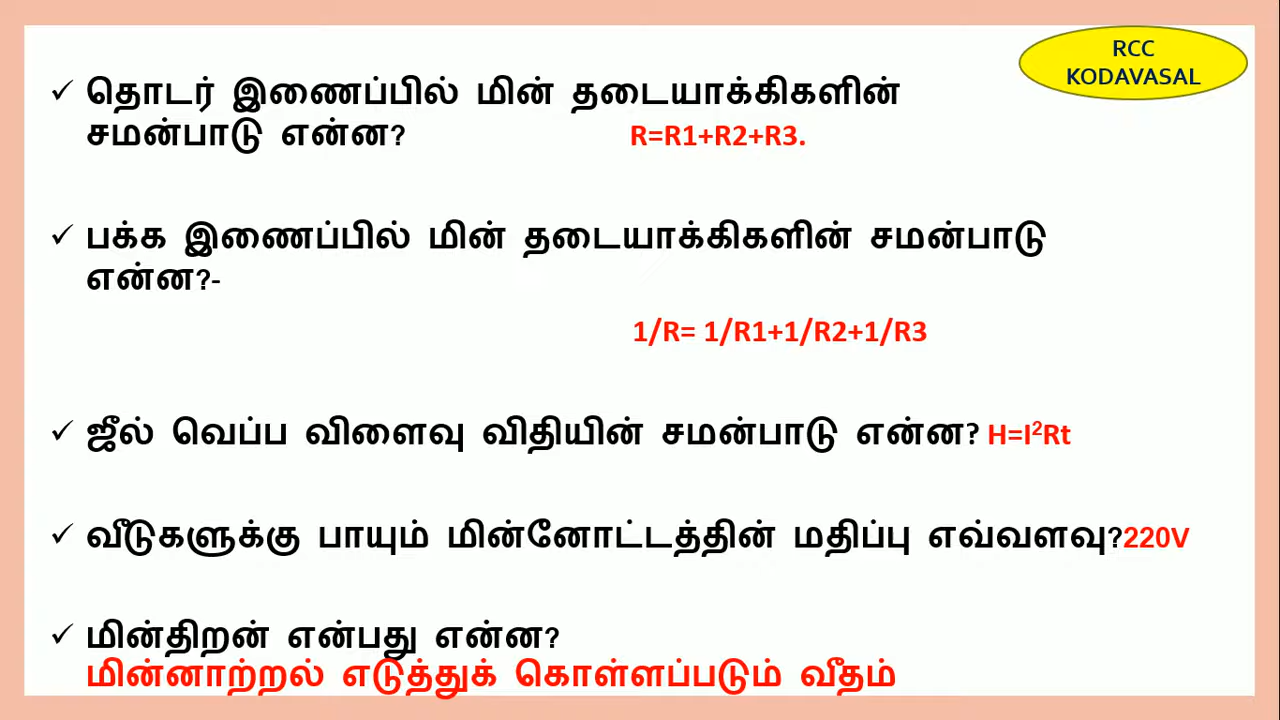 RCC
KODAVASAL
✓ தொடர் இணைப்பில் மின் தடையாக்கிகளின்
சமன்பாடு என்ன? R=R1+R2+R3.
✓ பக்க இணைப்பில் மின் தடையாக்கிகளின் சமன்பாடு
என்ன?-
1/R= 1/R1+1/R2+1/R3
✓ ஜீல் வெப்ப விளைவு விதியின் சமன்பாடு என்ன? H=I²Rt
✓ வீடுகளுக்கு பாயும் மின்னோட்டத்தின் மதிப்பு எவ்வளவு?220V
✓ மின்திறன் என்பது என்ன?
மின்னாற்றல் எடுத்துக் கொள்ளப்படும் வீதம்